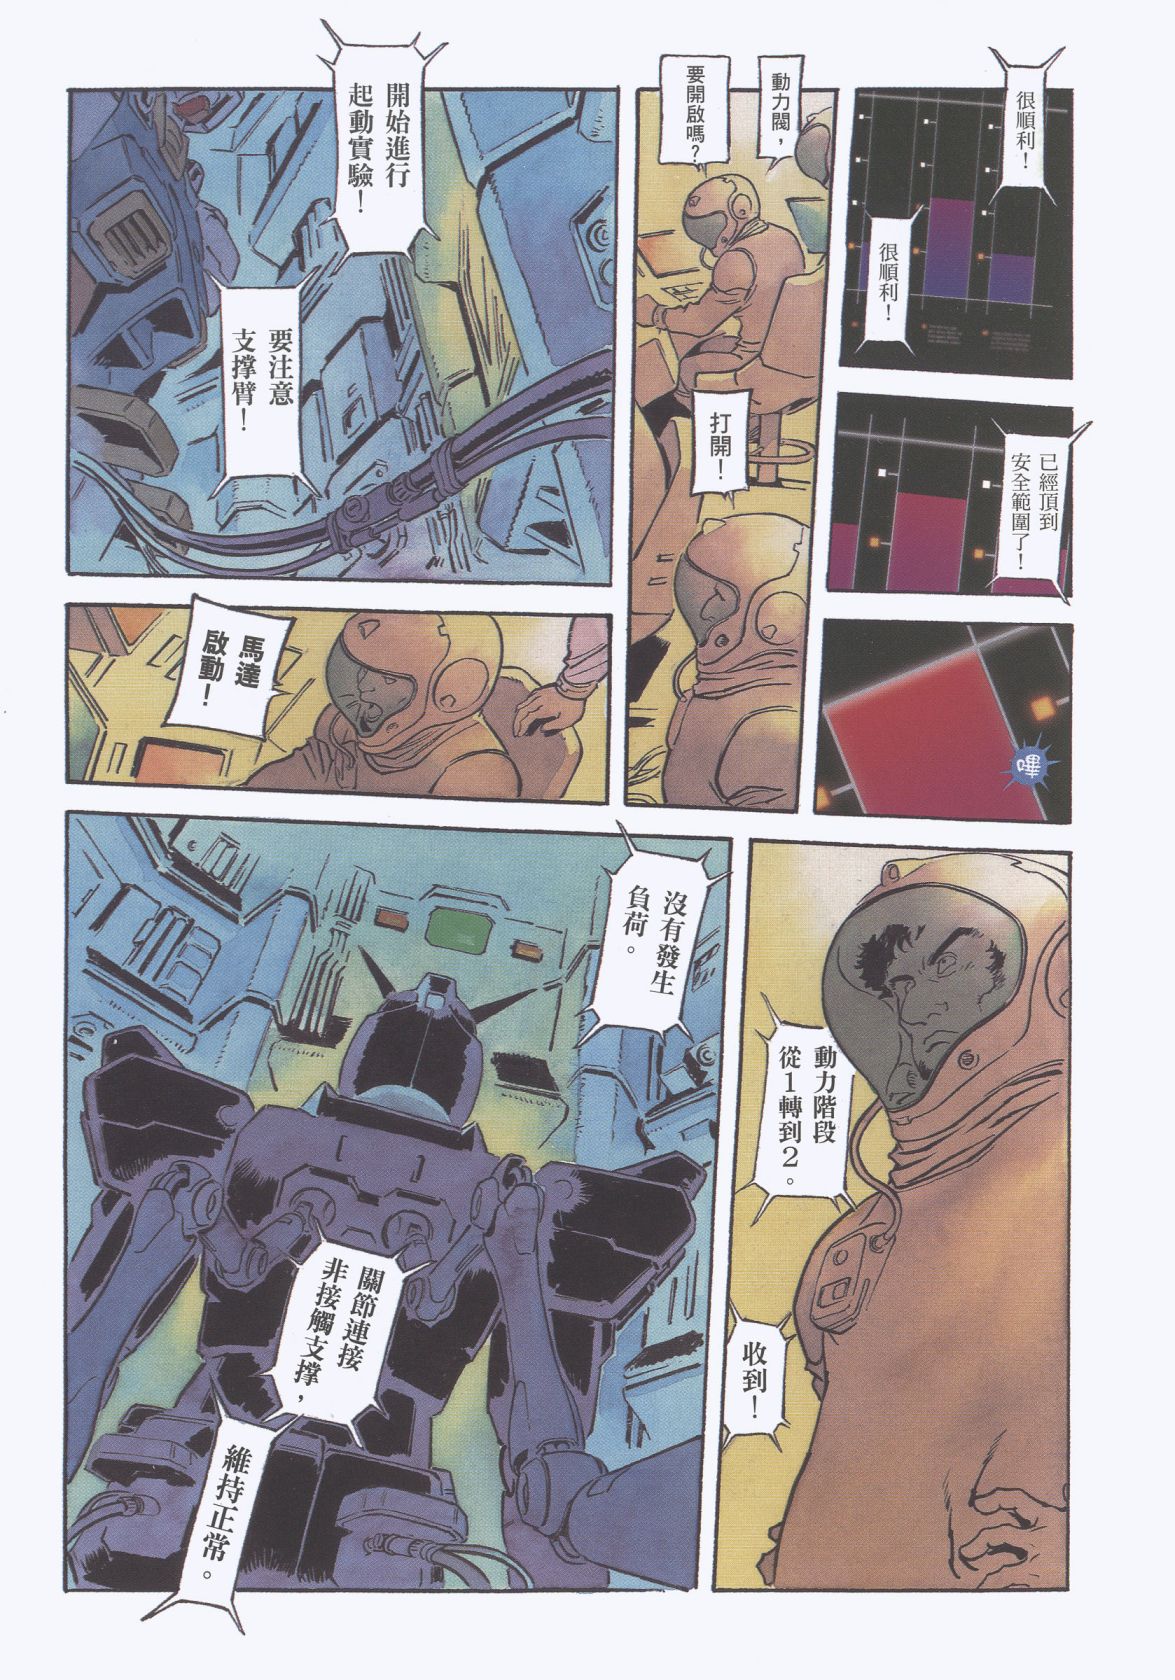 很順利！
很順利！
已經頂到
安全範圍了！
嗶
動力閥，
要開啟嗎？
打開！
開始進行
起動實驗！
要注意
支撐臂！
馬達
啟動！
動力階段
從1轉到2。
收到！
沒有發生
負荷。
關節連接
非接觸支撐，
維持正常。